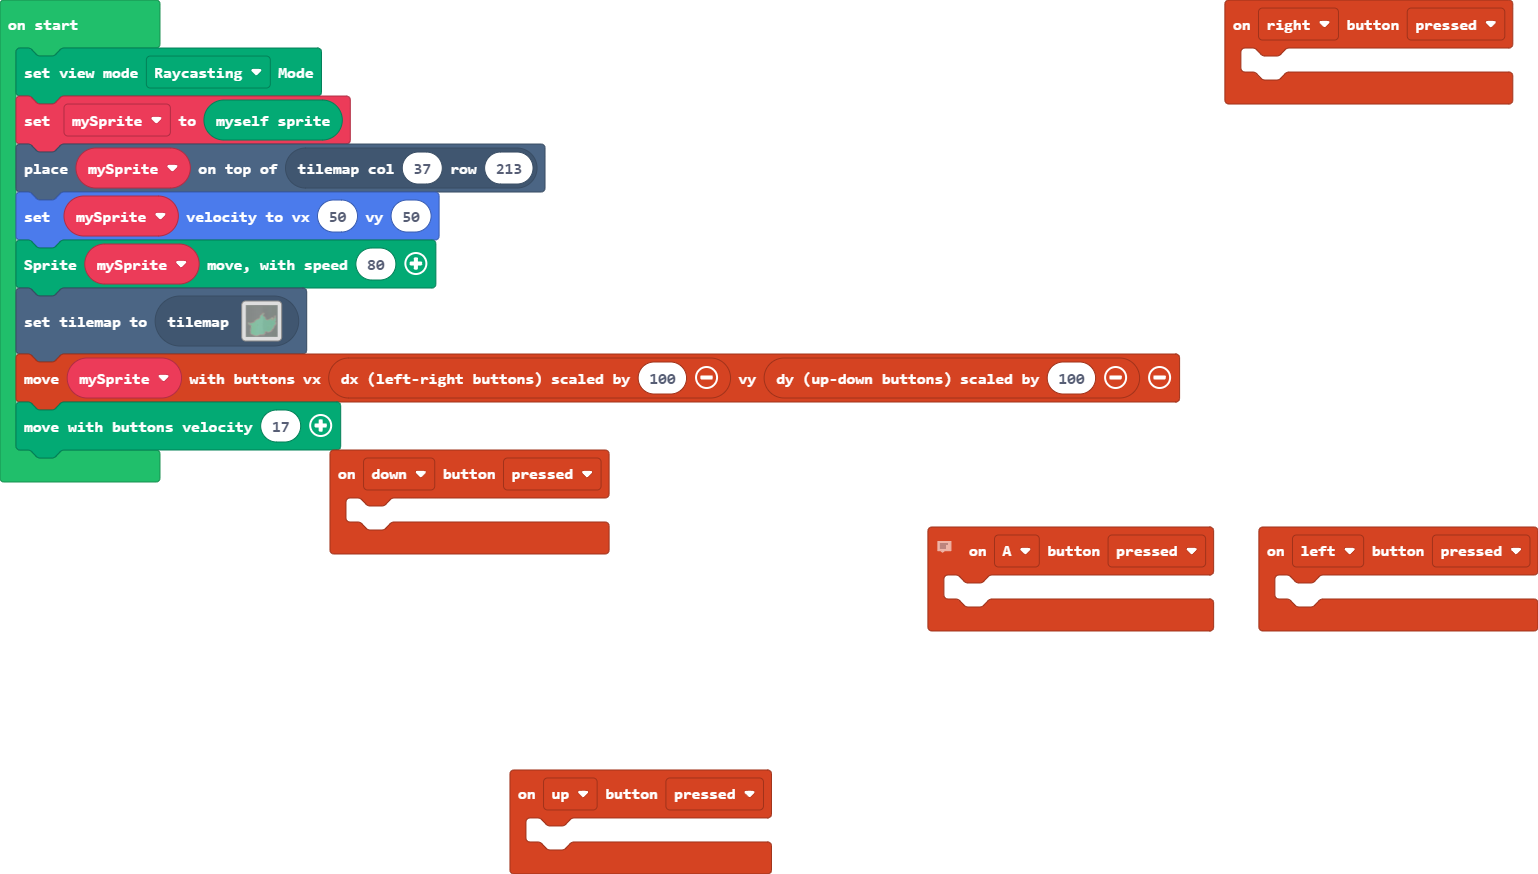 on start
set view mode Raycasting Mode
set mySprite to myself sprite
place mySprite on top of tilemap col 37 row 213
set mySprite velocity to vx 50 vy 50
Sprite mySprite move, with speed 80
set tilemap to tilemap
move mySprite with buttons vx dx (left-right buttons) scaled by 100 vy dy (up-down buttons) scaled by 100
move with buttons velocity 17
on right button pressed
on down button pressed
on A button pressed
on left button pressed
on up button pressed